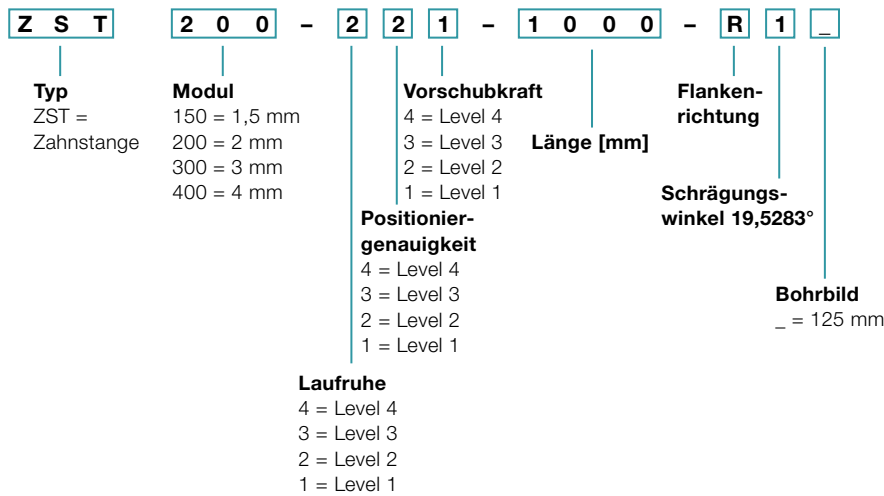 Z S T 2 0 0 – 2 2 1 – 1 0 0 0 – R 1 _
Typ
ZST =
Zahnstange
Modul
150 = 1,5 mm
200 = 2 mm
300 = 3 mm
400 = 4 mm
Vorschubkraft
4 = Level 4
3 = Level 3
2 = Level 2
1 = Level 1
Länge [mm]
Flanken-
richtung
Schrägungs-
winkel 19,5283°
Positionier-
genauigkeit
4 = Level 4
3 = Level 3
2 = Level 2
1 = Level 1
Bohrbild
_ = 125 mm
Laufruhe
4 = Level 4
3 = Level 3
2 = Level 2
1 = Level 1